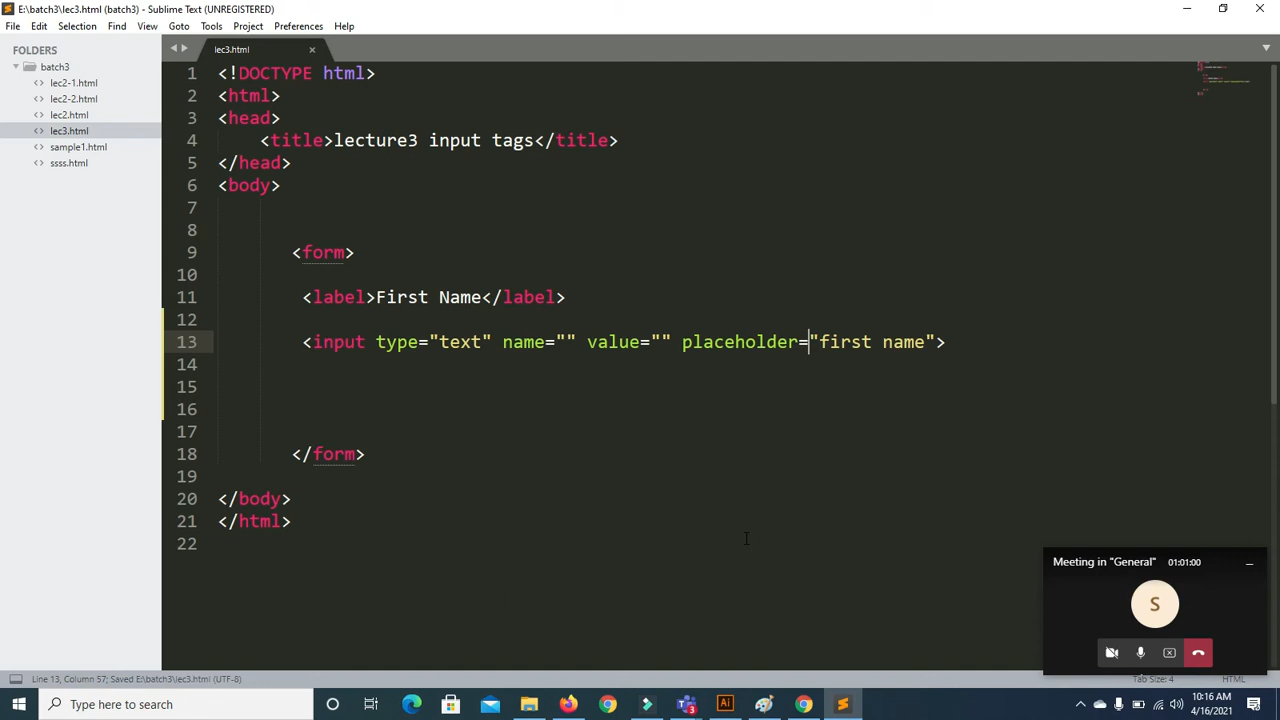 E:\batch3\lec3.html (batch3) - Sublime Text (UNREGISTERED)
File Edit Selection Find View Goto Tools Project Preferences Help
FOLDERS
batch3
lec2-1.html
lec2-2.html
lec2.html
lec3.html
sample1.html
ssss.html
lec3.html
1 <!DOCTYPE html>
2 <html>
3 <head>
4 <title>lecture3 input tags</title>
5 </head>
6 <body>
7
8
9 <form>
10
11 <label>First Name</label>
12
13 <input type="text" name="" value="" placeholder="first name">
14
15
16
17
18 </form>
19
20 </body>
21 </html>
22
Meeting in "General" 01:01:00
S
Line 13, Column 57; Saved E:\batch3\lec3.html (UTF-8)
Tab Size: 4
HTML
Type here to search
3
Ai
10:16 AM
4/16/2021